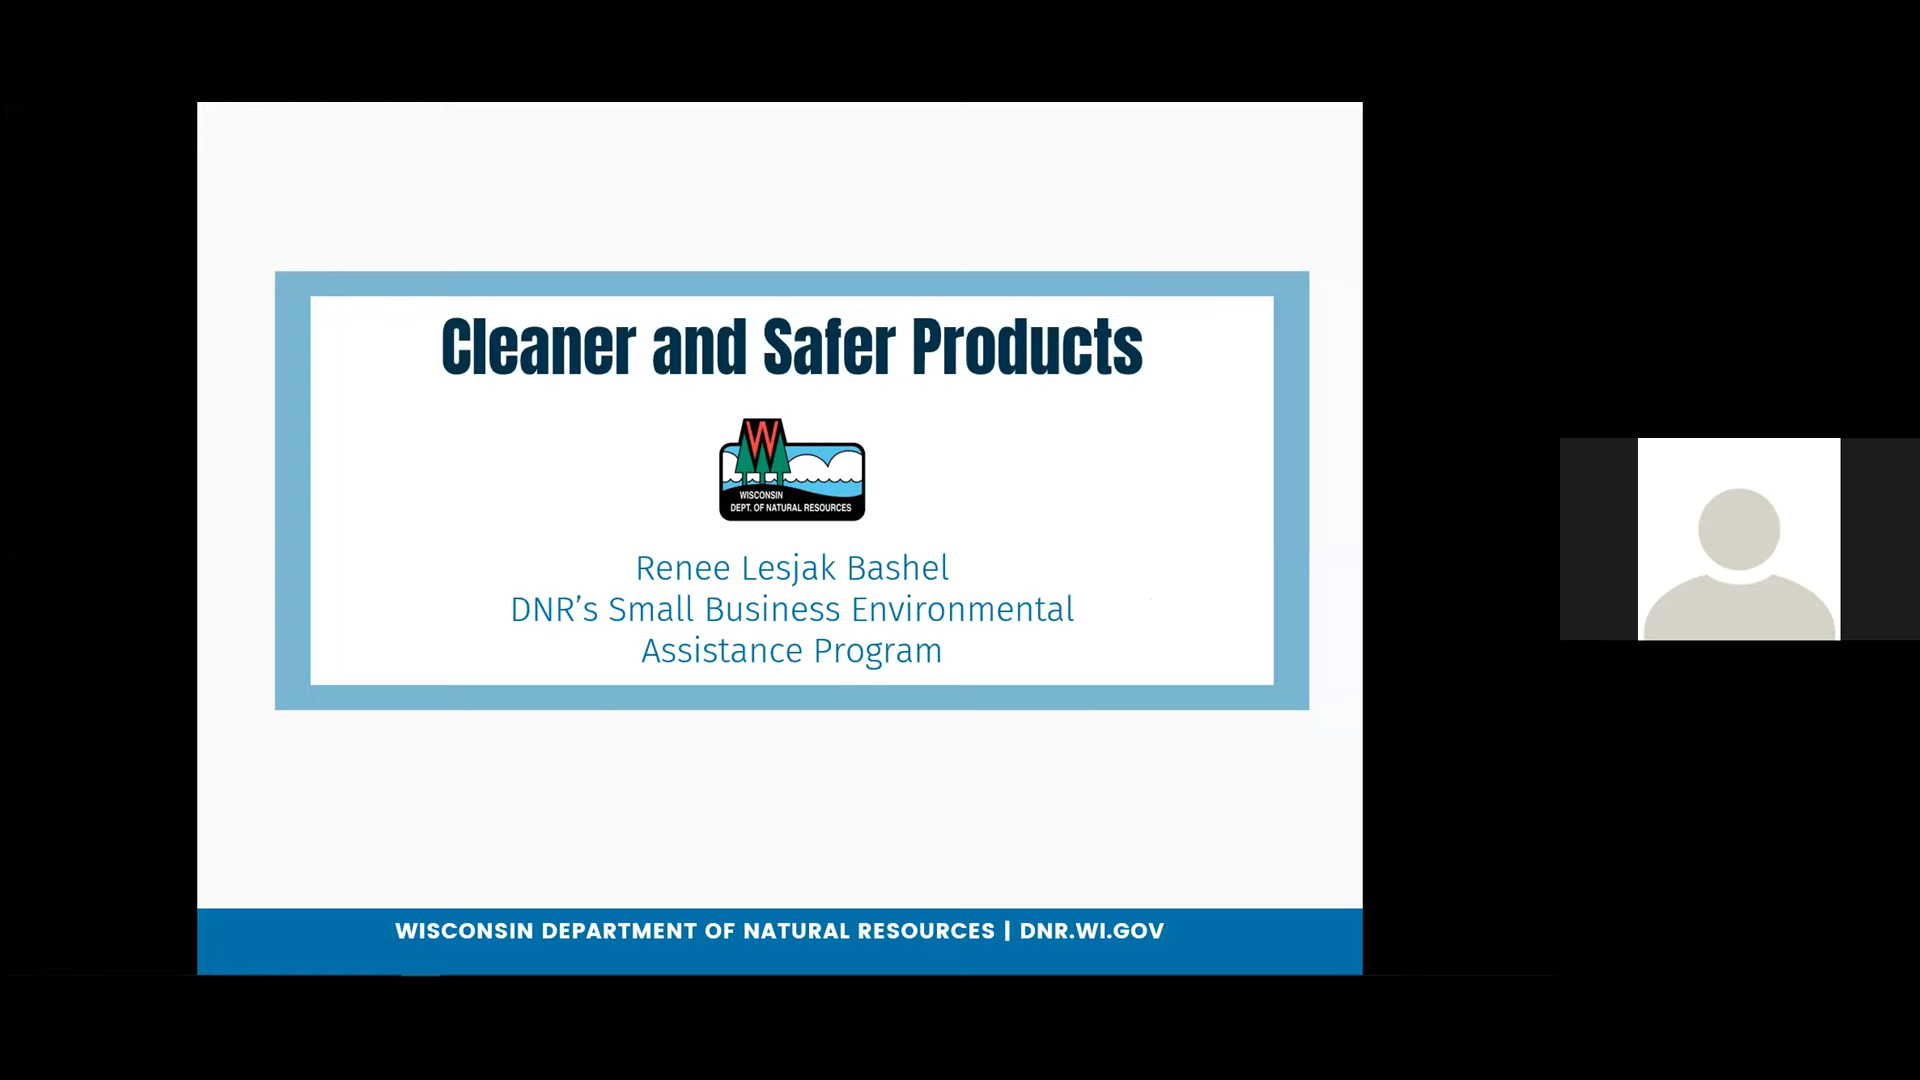 Cleaner and Safer Products
W
WISCONSIN
DEPT. OF NATURAL RESOURCES
Renee Lesjak Bashel
DNR’s Small Business Environmental
Assistance Program
WISCONSIN DEPARTMENT OF NATURAL RESOURCES | DNR.WI.GOV